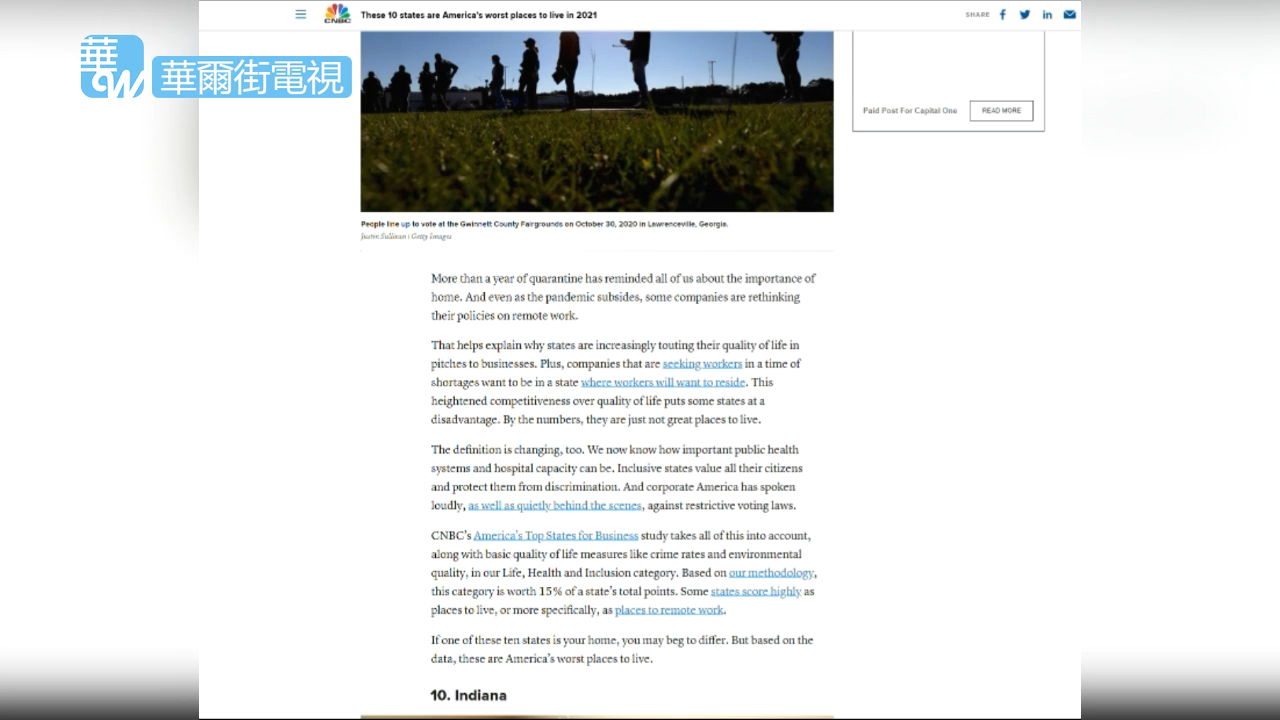 CNBC
These 10 states are America's worst places to live in 2021
SHARE
華
CW
華爾街電視
Paid Post For Capital One
READ MORE
People line up to vote at the Gwinnett County Fairgrounds on October 30, 2020 in Lawrenceville, Georgia.
Justin Sullivan | Getty Images
More than a year of quarantine has reminded all of us about the importance of
home. And even as the pandemic subsides, some companies are rethinking
their policies on remote work.
That helps explain why states are increasingly touting their quality of life in
pitches to businesses. Plus, companies that are seeking workers in a time of
shortages want to be in a state where workers will want to reside. This
heightened competitiveness over quality of life puts some states at a
disadvantage. By the numbers, they are just not great places to live.
The definition is changing, too. We now know how important public health
systems and hospital capacity can be. Inclusive states value all their citizens
and protect them from discrimination. And corporate America has spoken
loudly, as well as quietly behind the scenes, against restrictive voting laws.
CNBC's America's Top States for Business study takes all of this into account,
along with basic quality of life measures like crime rates and environmental
quality, in our Life, Health and Inclusion category. Based on our methodology,
this category is worth 15% of a state's total points. Some states score highly as
places to live, or more specifically, as places to remote work.
If one of these ten states is your home, you may beg to differ. But based on the
data, these are America's worst places to live.
10. Indiana